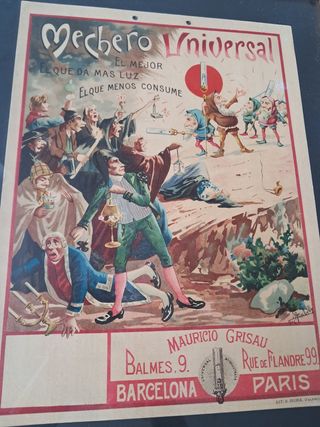 Mechero Universal
EL MEJOR
EL QUE DA MAS LUZ
EL QUE MENOS CONSUME
MAURICIO GRISAU
BALMES. 9.
RUE DE FLANDRE 99
BARCELONA
PARIS